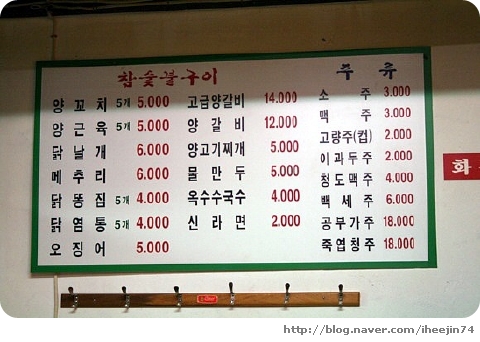 참숯불구이
양꼬치 5개 5.000
양근육 5개 5.000
닭날개 6.000
메추리 6.000
닭똥집 5개 4.000
닭염통 5개 4.000
오징어 5.000
고급양갈비 14.000
양갈비 12.000
양고기찌개 5.000
물만두 5.000
옥수수국수 4.000
신라면 2.000
주류
소주 3.000
맥주 3.000
고량주(컵) 2.000
이과두주 2.000
청도맥주 4.000
백세주 6.000
공부가주 18.000
죽엽청주 18.000
화
http://blog.naver.com/iheejin74